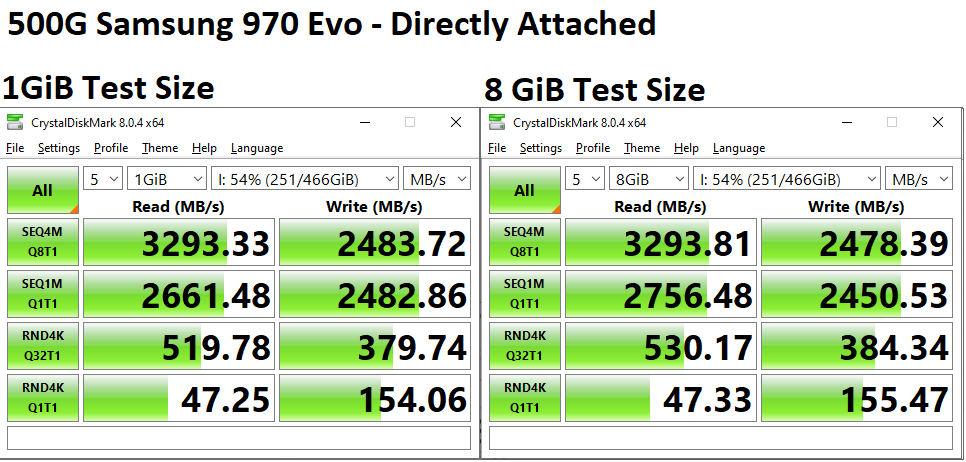 500G Samsung 970 Evo - Directly Attached
1GiB Test Size
CrystalDiskMark 8.0.4 x64
File Settings Profile Theme Help Language
All 5 1GiB I: 54% (251/466GiB) MB/s
Read (MB/s) Write (MB/s)
SEQ4M
Q8T1
3293.33 2483.72
SEQ1M
Q1T1
2661.48 2482.86
RND4K
Q32T1
519.78 379.74
RND4K
Q1T1
47.25 154.06
8 GiB Test Size
CrystalDiskMark 8.0.4 x64
File Settings Profile Theme Help Language
All 5 8GiB I: 54% (251/466GiB) MB/s
Read (MB/s) Write (MB/s)
SEQ4M
Q8T1
3293.81 2478.39
SEQ1M
Q1T1
2756.48 2450.53
RND4K
Q32T1
530.17 384.34
RND4K
Q1T1
47.33 155.47